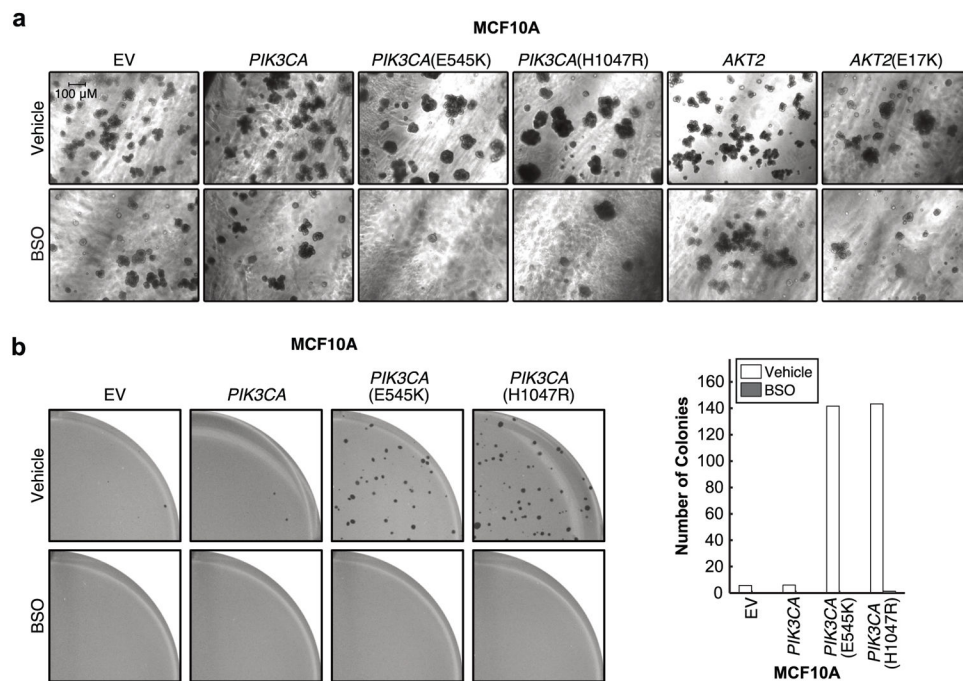 a
MCF10A
EV PIK3CA PIK3CA(E545K) PIK3CA(H1047R) AKT2 AKT2(E17K)
100 µM
Vehicle
BSO
b
MCF10A
EV PIK3CA PIK3CA (E545K) PIK3CA (H1047R)
Vehicle
BSO
Vehicle
BSO
Number of Colonies
160
140
120
100
80
60
40
20
0
EV
PIK3CA
PIK3CA (E545K)
PIK3CA (H1047R)
MCF10A